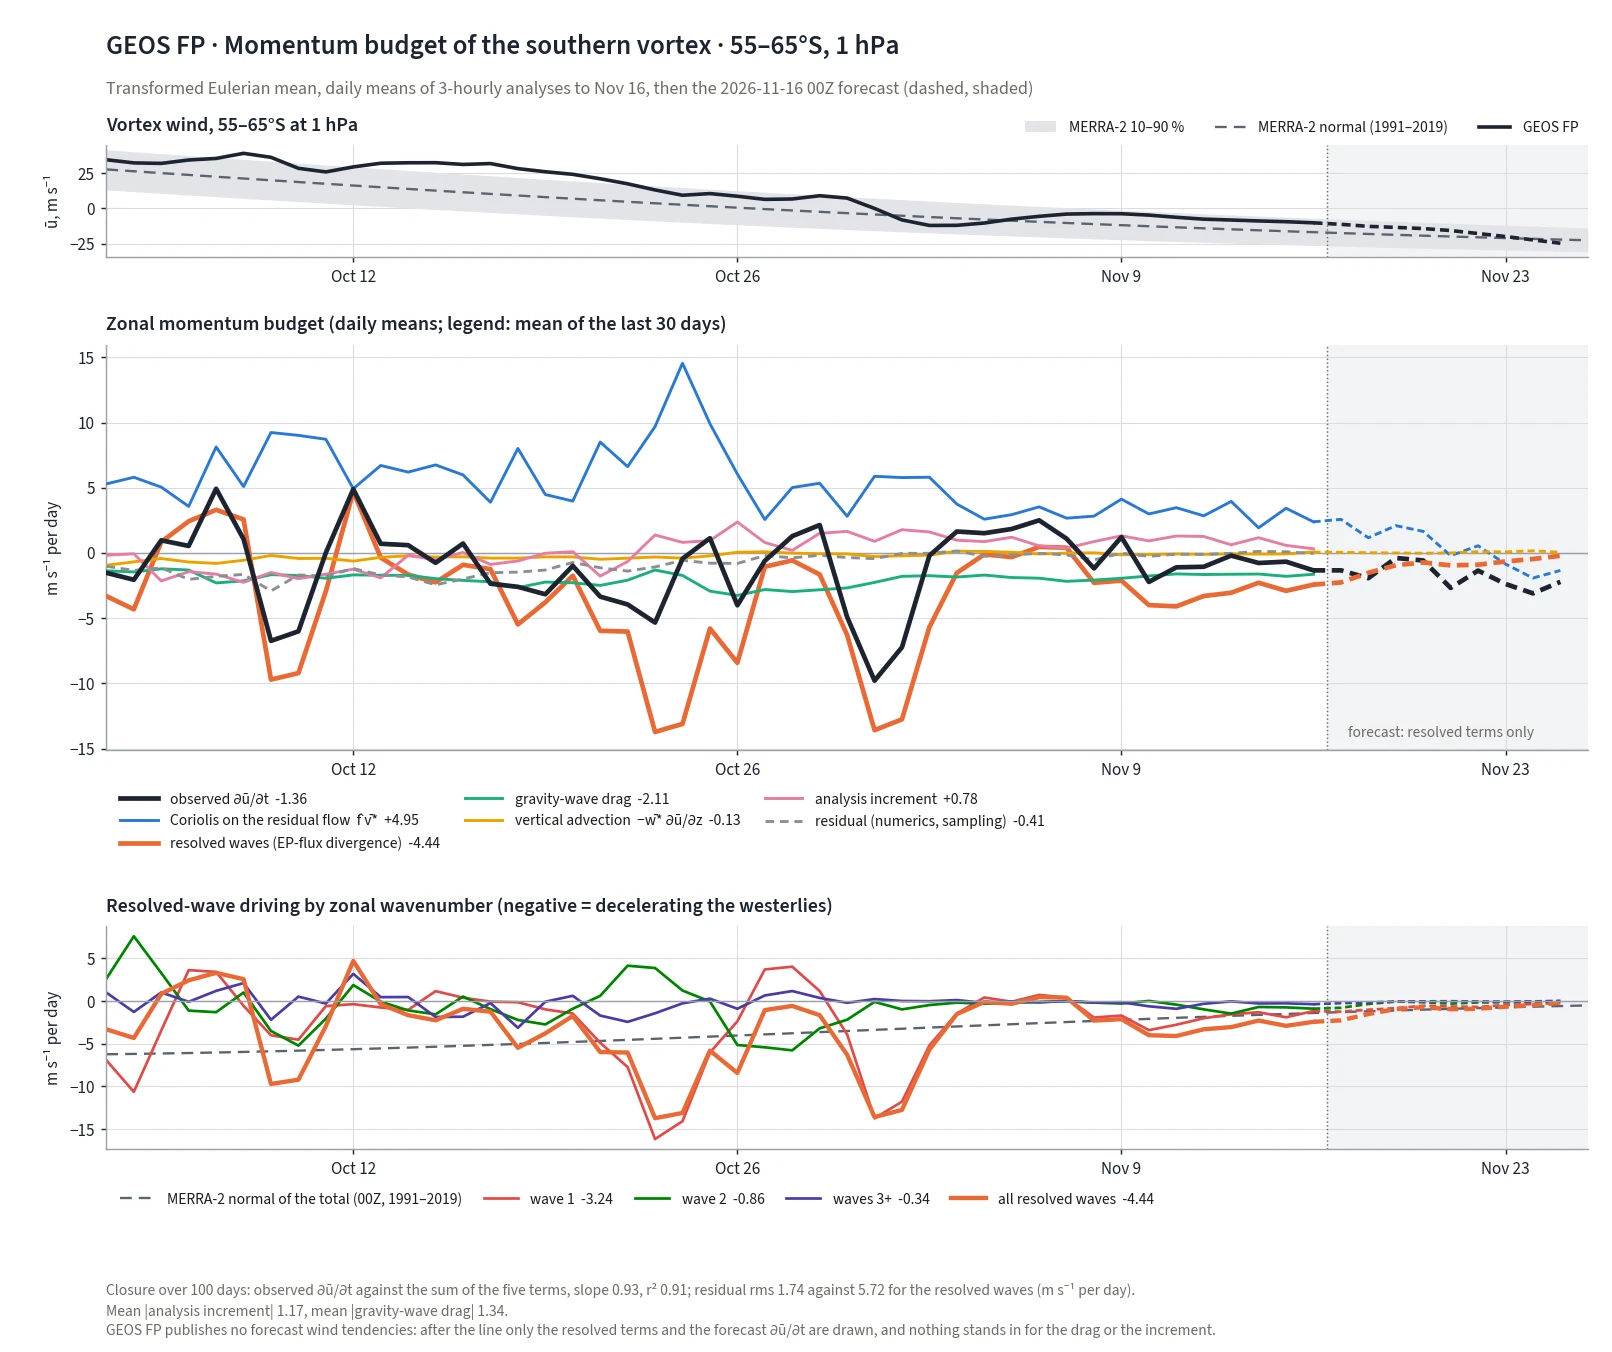 GEOS FP · Momentum budget of the southern vortex · 55–65°S, 1 hPa
Transformed Eulerian mean, daily means of 3-hourly analyses to Nov 16, then the 2026-11-16 00Z forecast (dashed, shaded)
Vortex wind, 55–65°S at 1 hPa
MERRA-2 10–90 %
MERRA-2 normal (1991–2019)
GEOS FP
ū, m s⁻¹
25
0
−25
Oct 12
Oct 26
Nov 9
Nov 23
Zonal momentum budget (daily means; legend: mean of the last 30 days)
m s⁻¹ per day
15
10
5
0
−5
−10
−15
forecast: resolved terms only
Oct 12
Oct 26
Nov 9
Nov 23
observed ∂ū/∂t -1.36
gravity-wave drag -2.11
analysis increment +0.78
Coriolis on the residual flow f v̄* +4.95
vertical advection −w̄* ∂ū/∂z -0.13
residual (numerics, sampling) -0.41
resolved waves (EP-flux divergence) -4.44
Resolved-wave driving by zonal wavenumber (negative = decelerating the westerlies)
m s⁻¹ per day
5
0
−5
−10
−15
Oct 12
Oct 26
Nov 9
Nov 23
MERRA-2 normal of the total (00Z, 1991–2019)
wave 1 -3.24
wave 2 -0.86
waves 3+ -0.34
all resolved waves -4.44
Closure over 100 days: observed ∂ū/∂t against the sum of the five terms, slope 0.93, r² 0.91; residual rms 1.74 against 5.72 for the resolved waves (m s⁻¹ per day).
Mean |analysis increment| 1.17, mean |gravity-wave drag| 1.34.
GEOS FP publishes no forecast wind tendencies: after the line only the resolved terms and the forecast ∂ū/∂t are drawn, and nothing stands in for the drag or the increment.